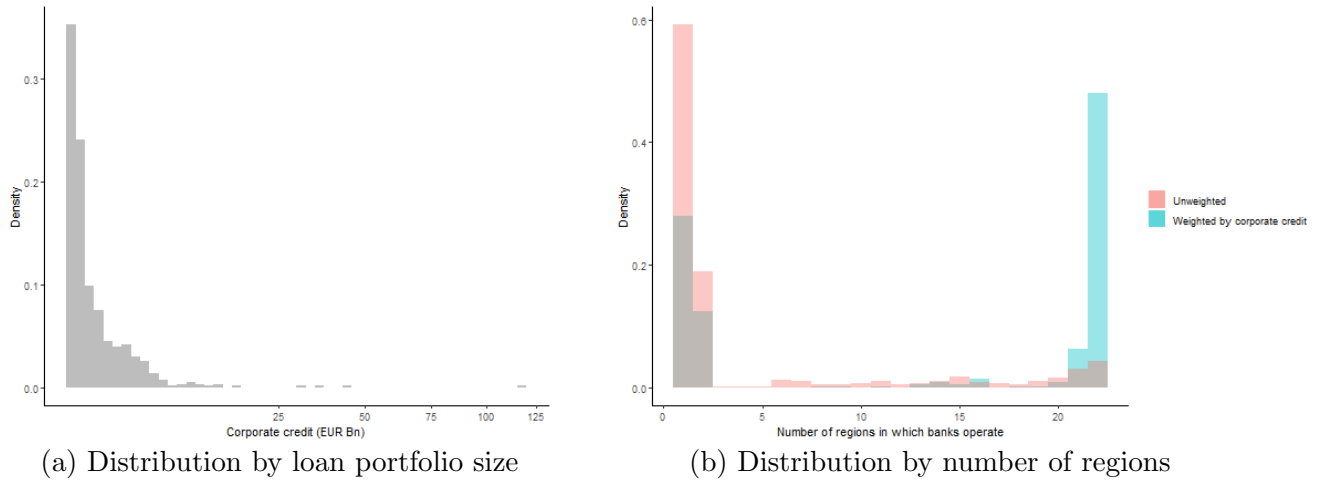 0.3
0.2
0.1
0.0
Density
25 50 75 100 125
Corporate credit (EUR Bn)
(a) Distribution by loan portfolio size
0.6
0.4
0.2
0.0
Density
0 5 10 15 20
Number of regions in which banks operate
Unweighted
Weighted by corporate credit
(b) Distribution by number of regions